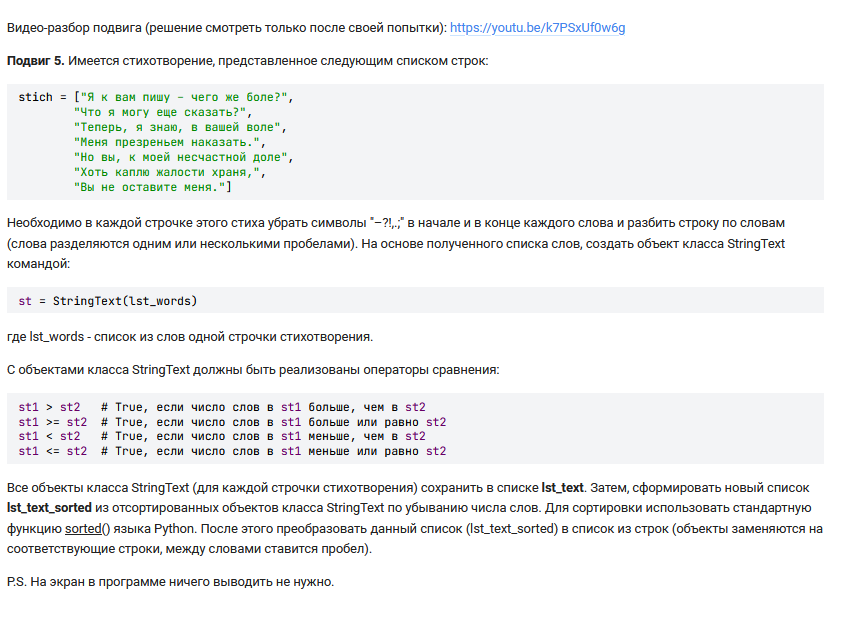 Видео-разбор подвига (решение смотреть только после своей попытки): https://youtu.be/k7PSxUf0w6g
Подвиг 5. Имеется стихотворение, представленное следующим списком строк:
stich = ["Я к вам пишу – чего же боле?",
"Что я могу еще сказать?",
"Теперь, я знаю, в вашей воле",
"Меня презреньем наказать.",
"Но вы, к моей несчастной доле",
"Хоть каплю жалости храня,",
"Вы не оставите меня."]
Необходимо в каждой строчке этого стиха убрать символы "–?!,.;" в начале и в конце каждого слова и разбить строку по словам
(слова разделяются одним или несколькими пробелами). На основе полученного списка слов, создать объект класса StringText
командой:
st = StringText(lst_words)
где lst_words - список из слов одной строчки стихотворения.
С объектами класса StringText должны быть реализованы операторы сравнения:
st1 > st2 # True, если число слов в st1 больше, чем в st2
st1 >= st2 # True, если число слов в st1 больше или равно st2
st1 < st2 # True, если число слов в st1 меньше, чем в st2
st1 <= st2 # True, если число слов в st1 меньше или равно st2
Все объекты класса StringText (для каждой строчки стихотворения) сохранить в списке lst_text. Затем, сформировать новый список
lst_text_sorted из отсортированных объектов класса StringText по убыванию числа слов. Для сортировки использовать стандартную
функцию sorted() языка Python. После этого преобразовать данный список (lst_text_sorted) в список из строк (объекты заменяются на
соответствующие строки, между словами ставится пробел).
P.S. На экран в программе ничего выводить не нужно.